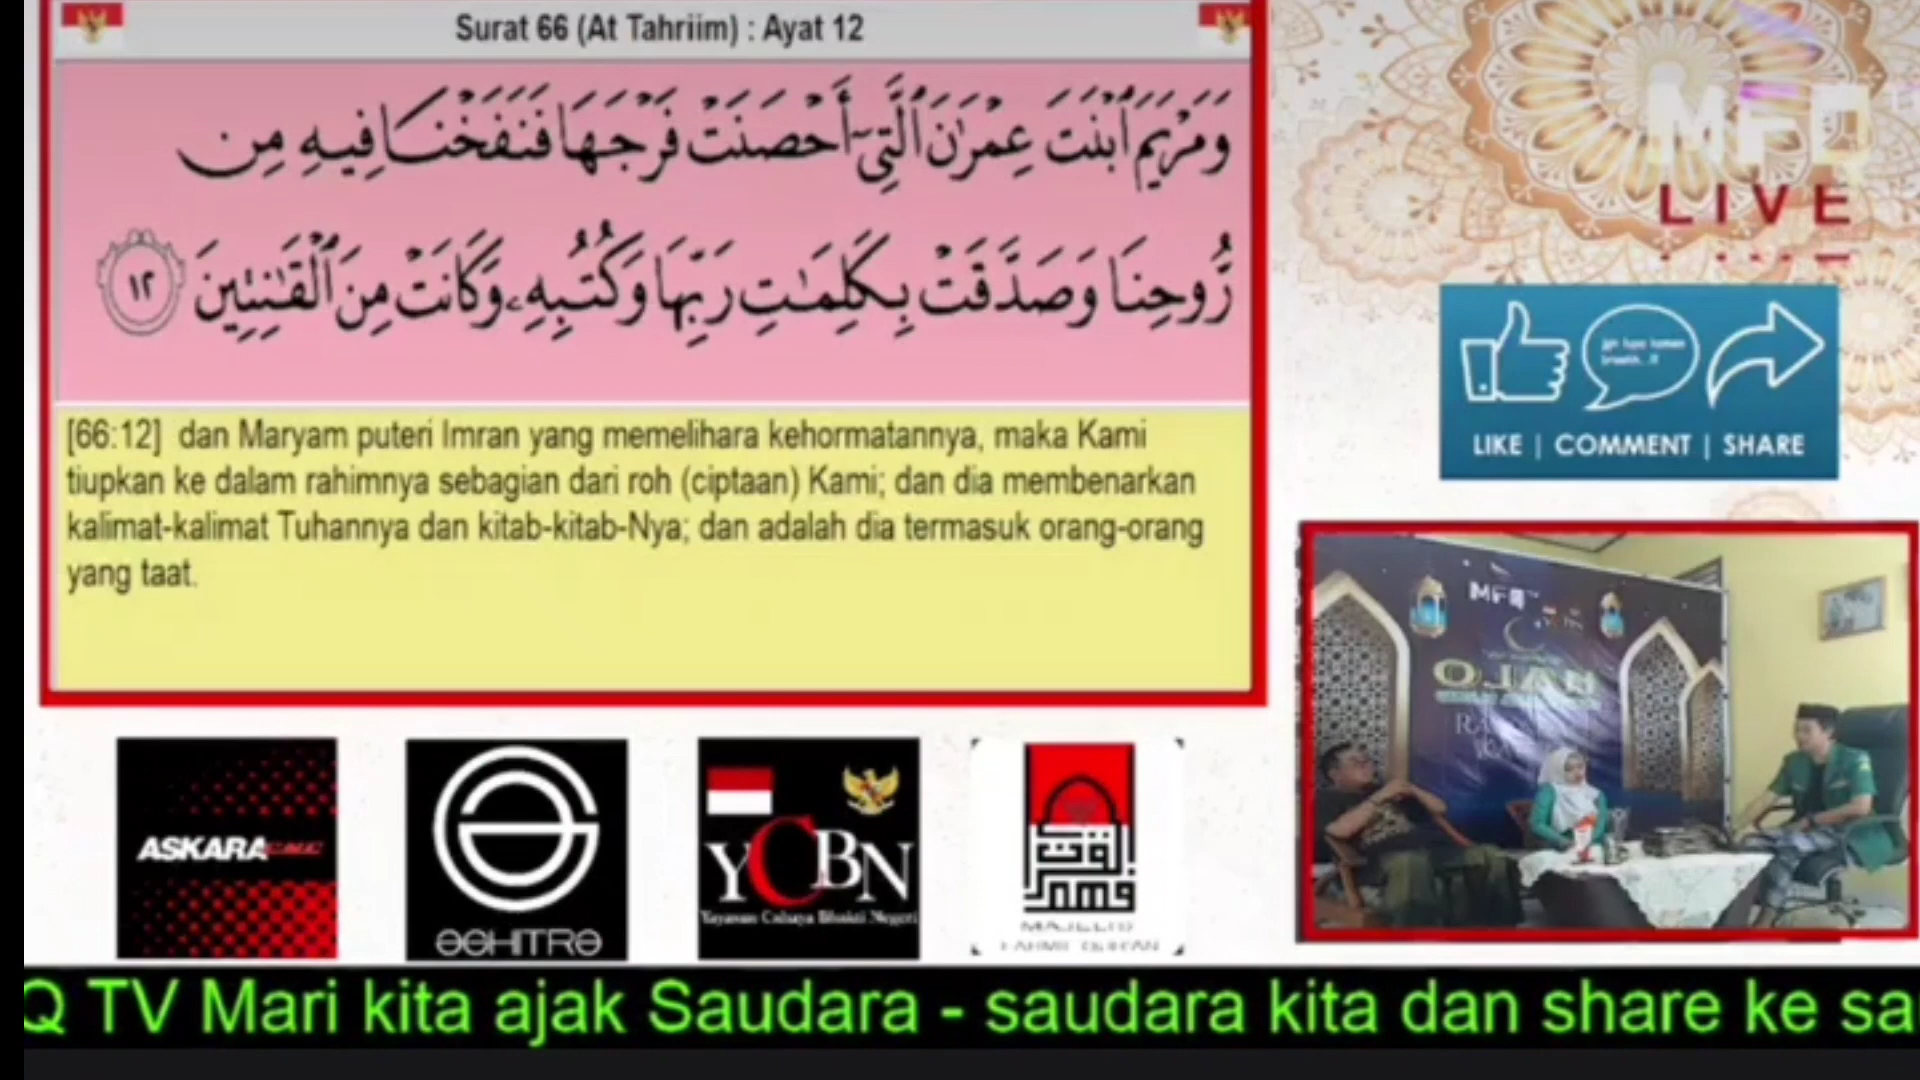 Surat 66 (At Tahriim) : Ayat 12
وَمَرْيَمَ ٱبْنَتَ عِمْرَٰنَ ٱلَّتِىٓ أَحْصَنَتْ فَرْجَهَا فَنَفَخْنَا فِيهِ مِن
رُّوحِنَا وَصَدَّقَتْ بِكَلِمَٰتِ رَبِّهَا وَكُتُبِهِۦ وَكَانَتْ مِنَ ٱلْقَٰنِتِينَ ١٢
[66:12] dan Maryam puteri Imran yang memelihara kehormatannya, maka Kami
tiupkan ke dalam rahimnya sebagian dari roh (ciptaan) Kami; dan dia membenarkan
kalimat-kalimat Tuhannya dan kitab-kitab-Nya; dan adalah dia termasuk orang-orang
yang taat.
MFQ
LIVE
LIKE | COMMENT | SHARE
MFQ
ASKARA
YCBN
Yayasan Cahaya Bhakti Negeri
Q TV Mari kita ajak Saudara - saudara kita dan share ke sa